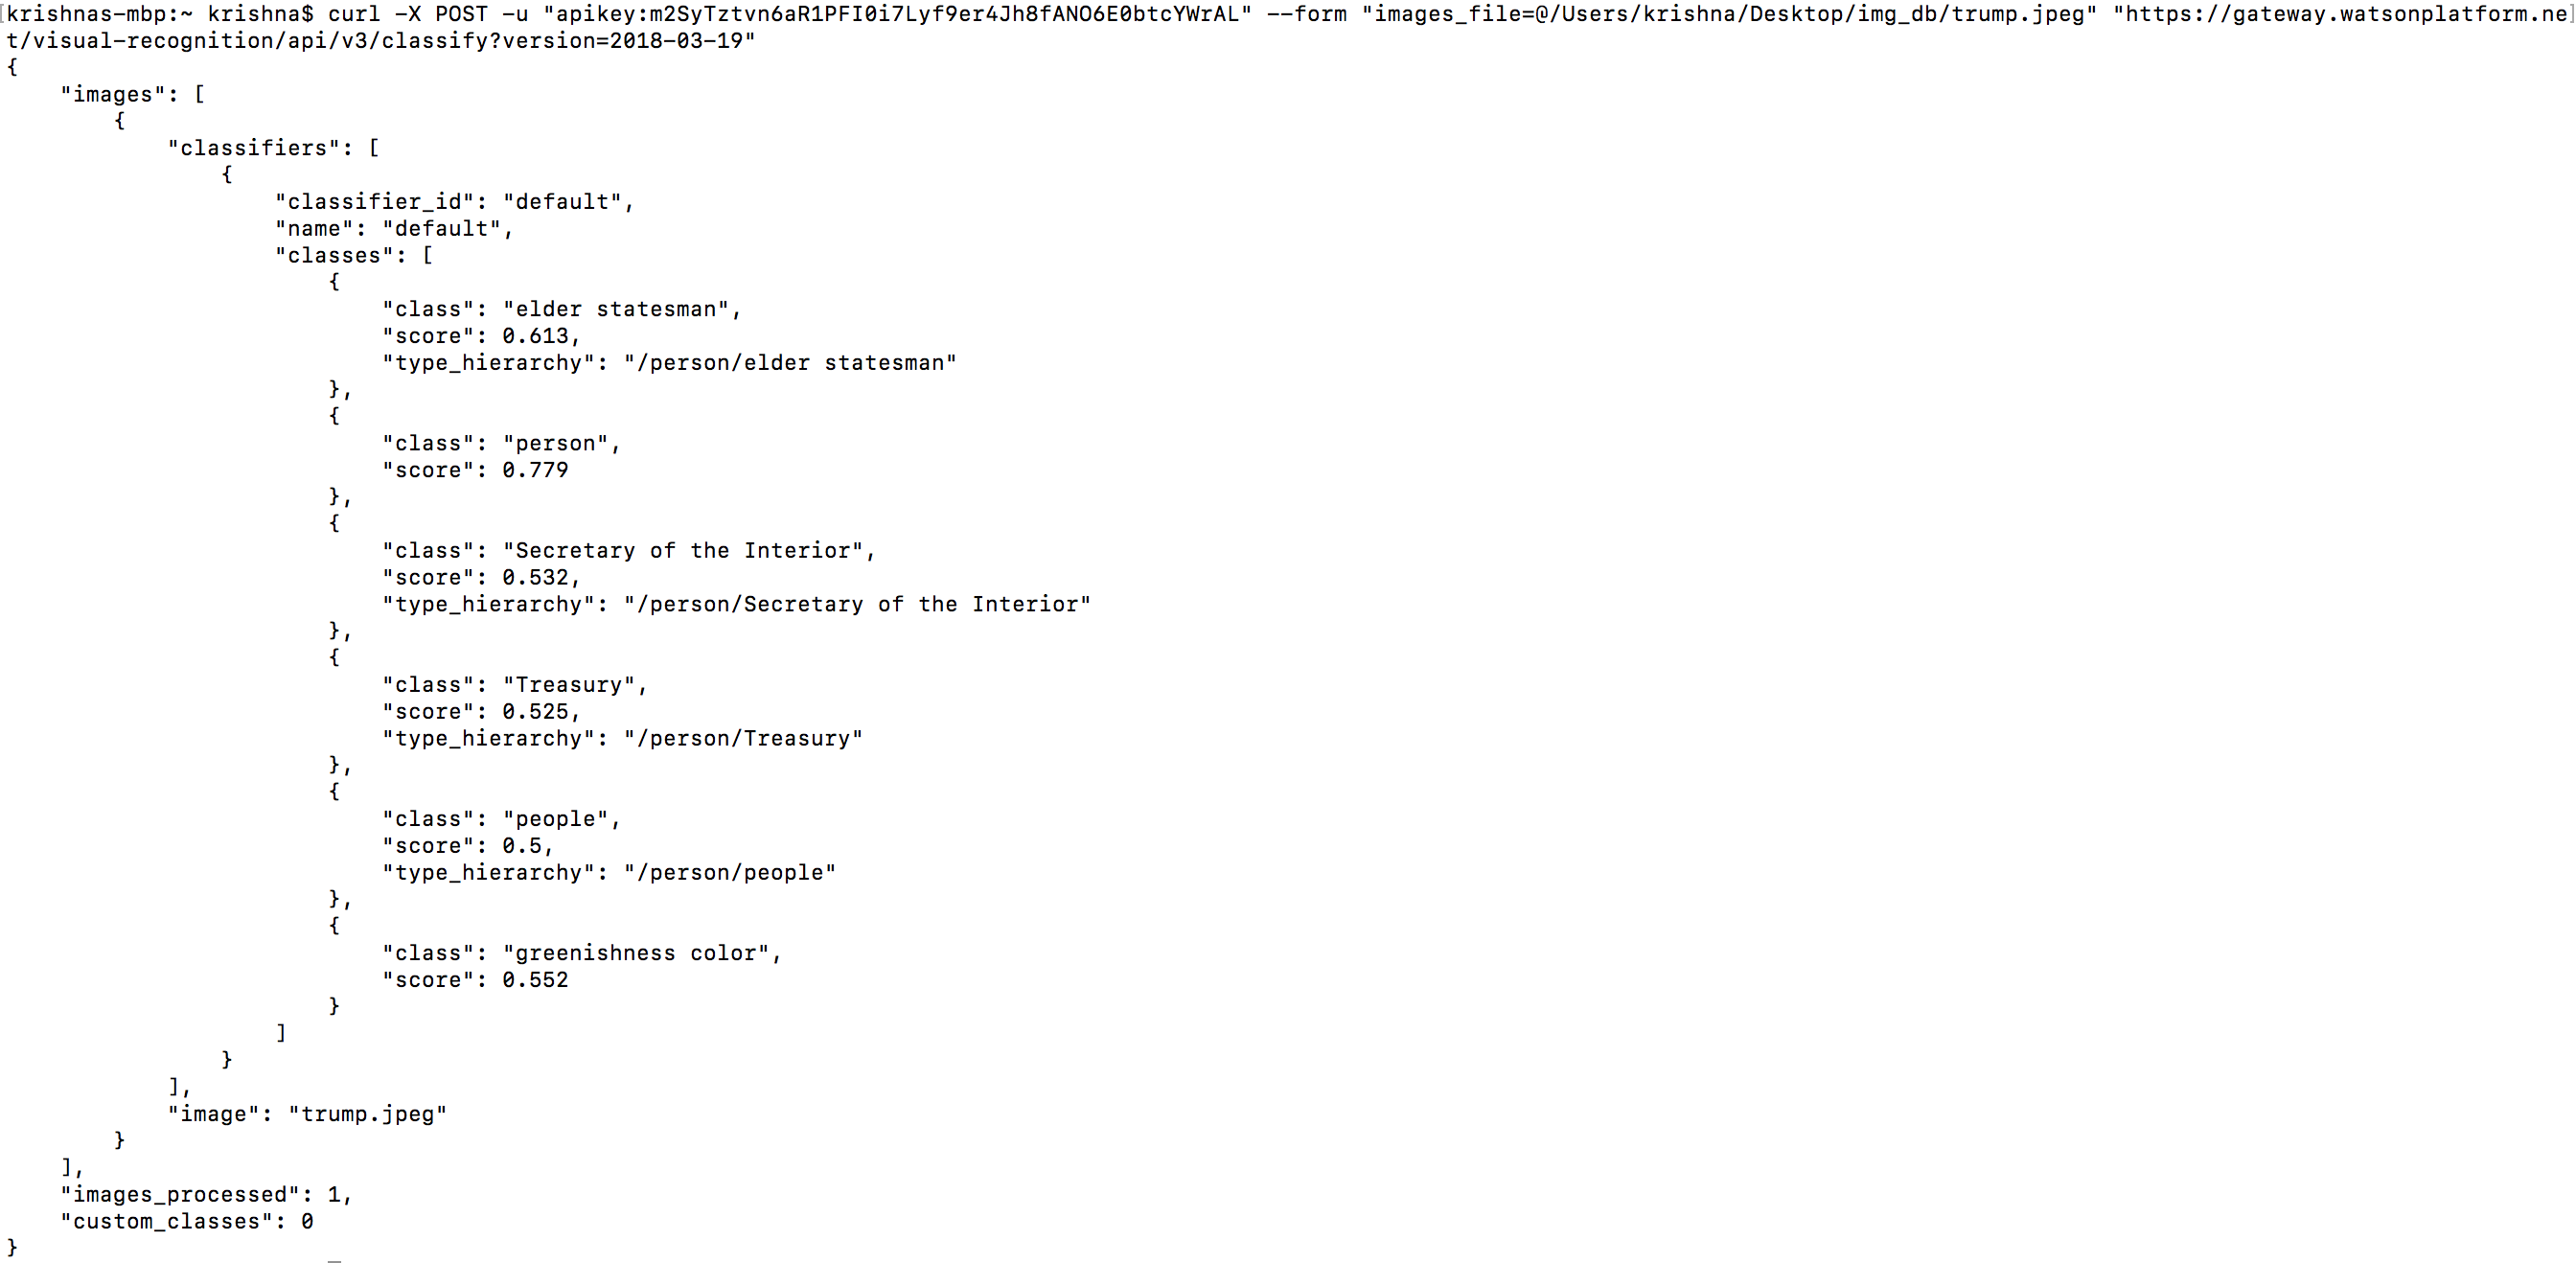 krishnas-mbp:~ krishna$ curl -X POST -u "apikey:m2SyTztvn6aR1PFI0i7Lyf9er4Jh8fANO6E0btcYWrAL" --form "images_file=@/Users/krishna/Desktop/img_db/trump.jpeg" "https://gateway.watsonplatform.ne
t/visual-recognition/api/v3/classify?version=2018-03-19"
{
    "images": [
        {
            "classifiers": [
                {
                    "classifier_id": "default",
                    "name": "default",
                    "classes": [
                        {
                            "class": "elder statesman",
                            "score": 0.613,
                            "type_hierarchy": "/person/elder statesman"
                        },
                        {
                            "class": "person",
                            "score": 0.779
                        },
                        {
                            "class": "Secretary of the Interior",
                            "score": 0.532,
                            "type_hierarchy": "/person/Secretary of the Interior"
                        },
                        {
                            "class": "Treasury",
                            "score": 0.525,
                            "type_hierarchy": "/person/Treasury"
                        },
                        {
                            "class": "people",
                            "score": 0.5,
                            "type_hierarchy": "/person/people"
                        },
                        {
                            "class": "greenishness color",
                            "score": 0.552
                        }
                    ]
                }
            ],
            "image": "trump.jpeg"
        }
    ],
    "images_processed": 1,
    "custom_classes": 0
}